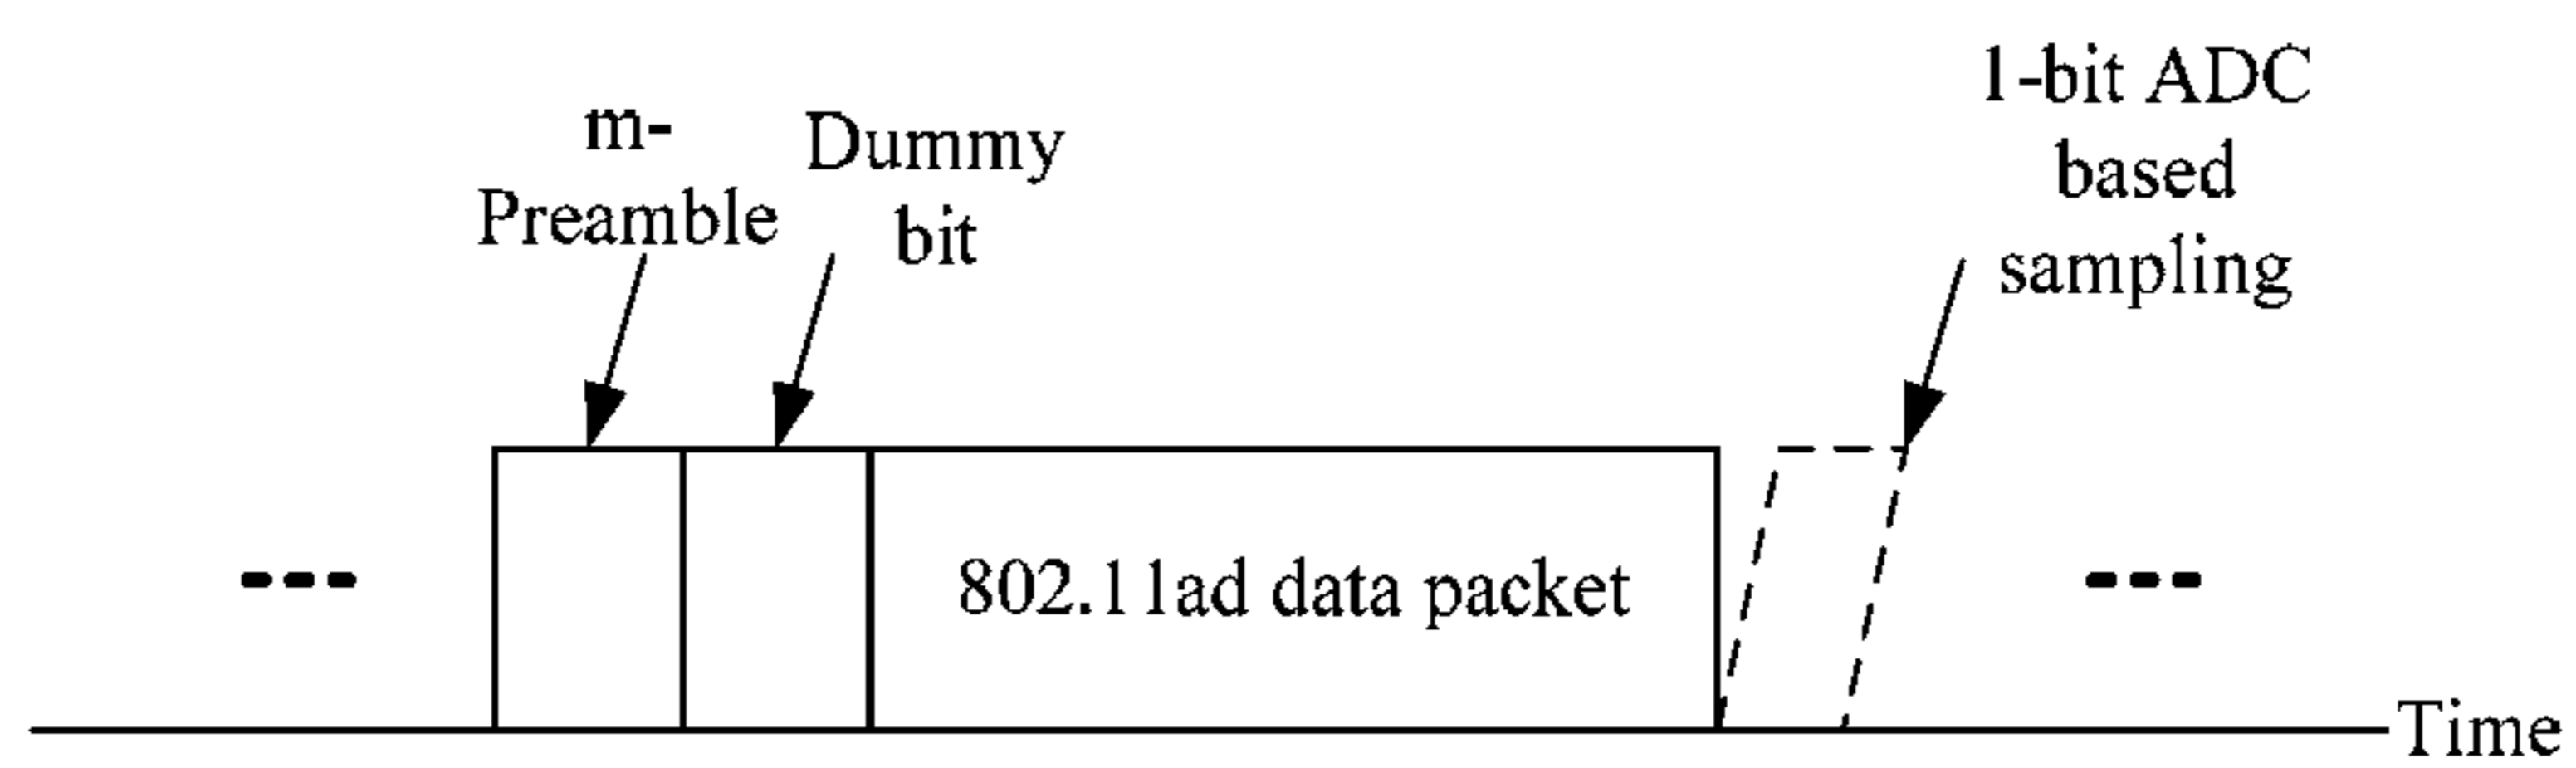 m-
Preamble
Dummy
bit
1-bit ADC
based
sampling
802.11ad data packet
Time